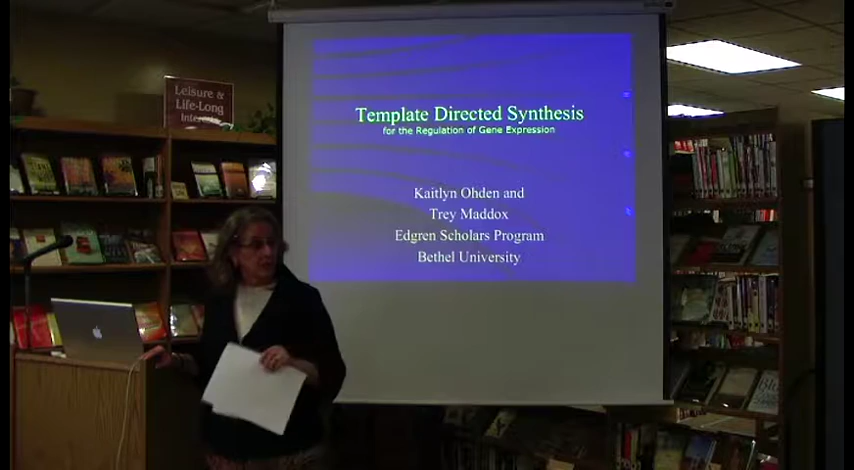 Leisure &
Life-Long
Template Directed Synthesis
for the Regulation of Gene Expression
Kaitlyn Ohden and
Trey Maddox
Edgren Scholars Program
Bethel University